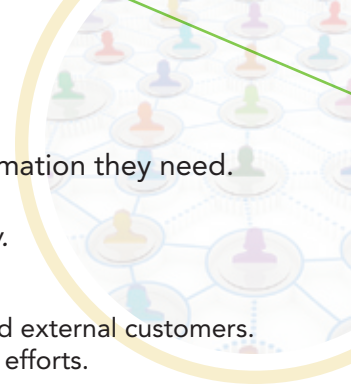 mation they need.
y.
d external customers.
efforts.